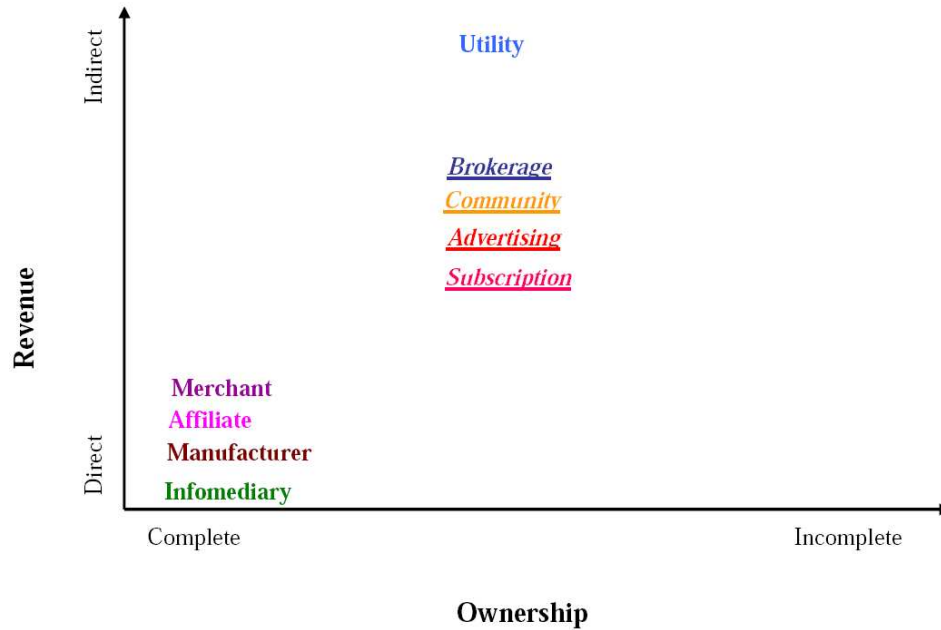 Utility
Indirect
Brokerage
Community
Advertising
Subscription
Revenue
Merchant
Affiliate
Manufacturer
Direct
Infomediary
Complete
Incomplete
Ownership